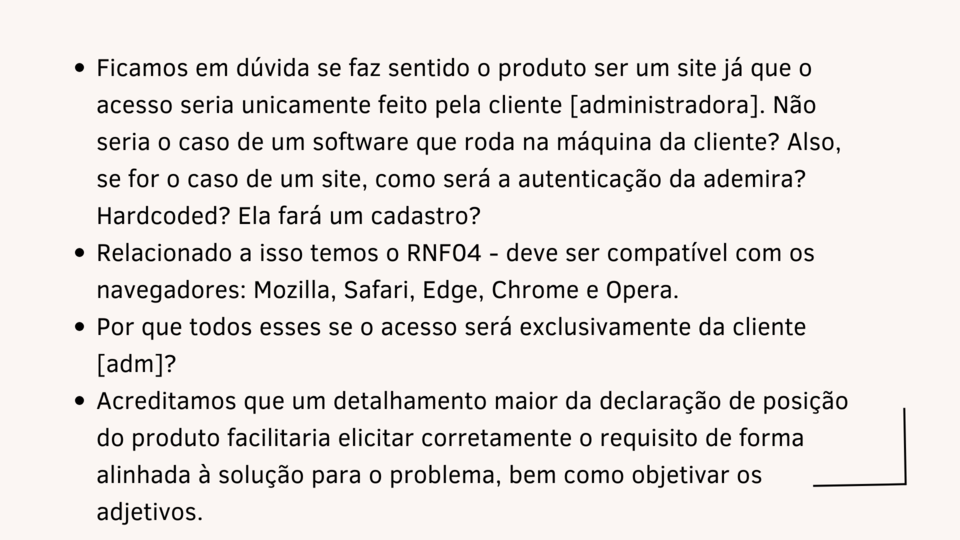 • Ficamos em dúvida se faz sentido o produto ser um site já que o
acesso seria unicamente feito pela cliente [administradora]. Não
seria o caso de um software que roda na máquina da cliente? Also,
se for o caso de um site, como será a autenticação da ademira?
Hardcoded? Ela fará um cadastro?
• Relacionado a isso temos o RNF04 - deve ser compatível com os
navegadores: Mozilla, Safari, Edge, Chrome e Opera.
• Por que todos esses se o acesso será exclusivamente da cliente
[adm]?
• Acreditamos que um detalhamento maior da declaração de posição
do produto facilitaria elicitar corretamente o requisito de forma
alinhada à solução para o problema, bem como objetivar os
adjetivos.